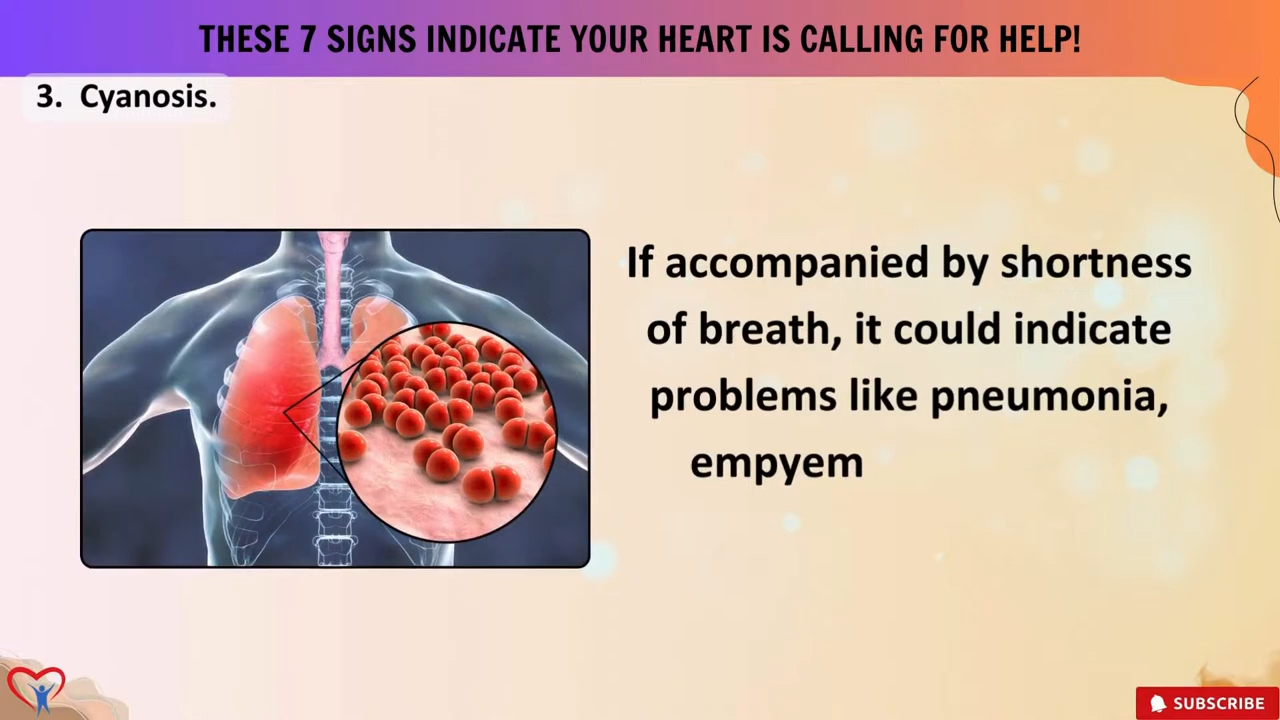 THESE 7 SIGNS INDICATE YOUR HEART IS CALLING FOR HELP!
3. Cyanosis.
If accompanied by shortness
of breath, it could indicate
problems like pneumonia,
empyem
SUBSCRIBE